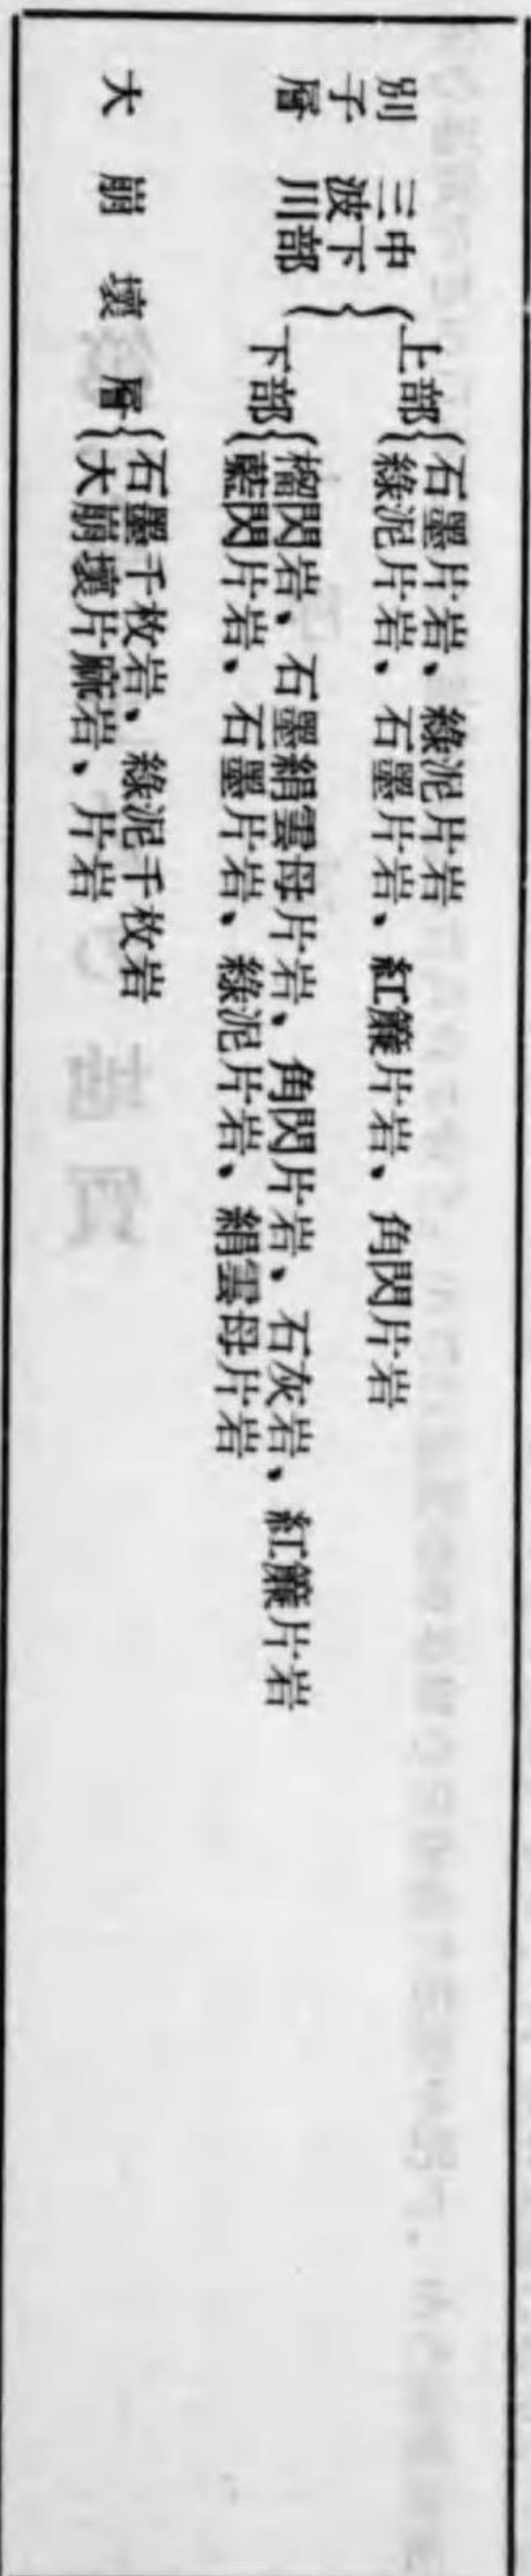 別子層 三波川 中下部
上部 石墨片岩、綠泥片岩
綠泥片岩、石墨片岩、紅簾片岩、角閃片岩
下部 榴閃岩、石墨絹雲母片岩、角閃片岩、石灰岩、紅簾片岩
藍閃片岩、石墨片岩、綠泥片岩、絹雲母片岩
大崩壞層 石墨千枚岩、綠泥千枚岩
大崩壞片麻岩、片岩